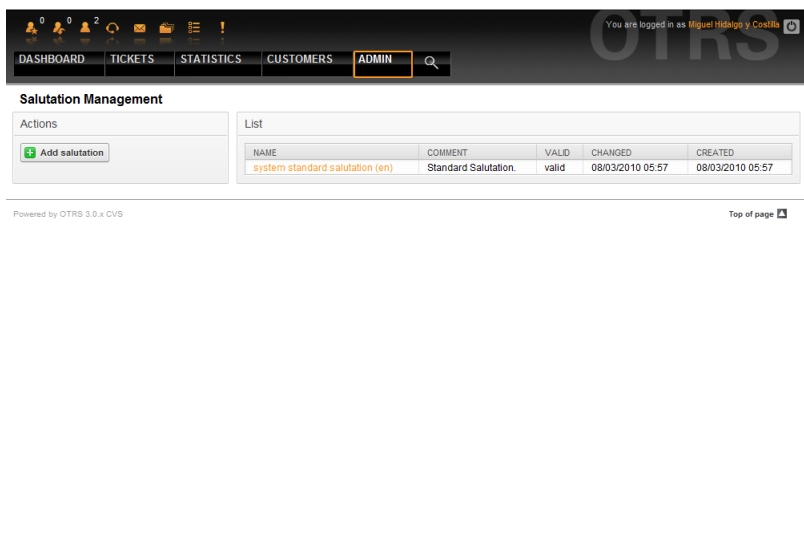 0 0 2
OTRS
You are logged in as Miguel Hidalgo y Costilla
DASHBOARD TICKETS STATISTICS CUSTOMERS ADMIN
Salutation Management
Actions
Add salutation
List
NAME COMMENT VALID CHANGED CREATED
system standard salutation (en) Standard Salutation. valid 08/03/2010 05:57 08/03/2010 05:57
Powered by OTRS 3.0.x CVS
Top of page